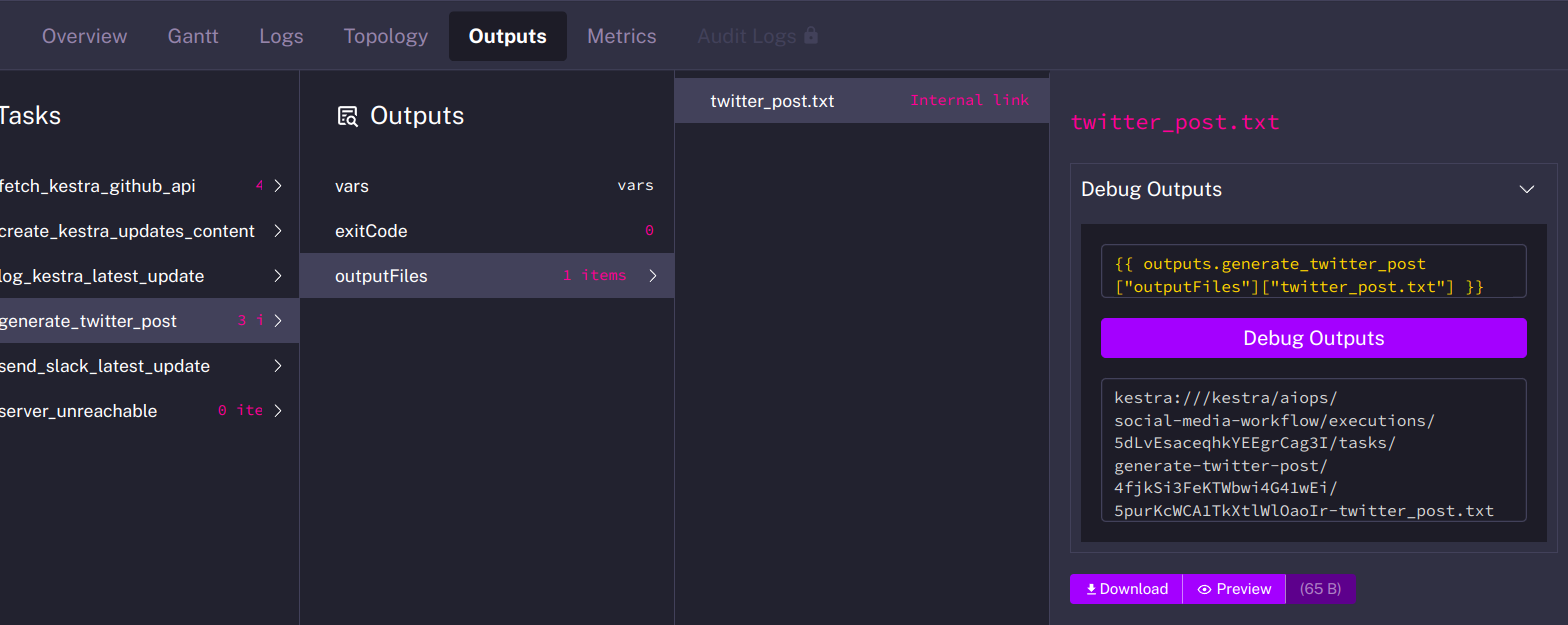 Overview Gantt Logs Topology Outputs Metrics Audit Logs
Tasks
fetch_kestra_github_api 4
create_kestra_updates_content
log_kestra_latest_update
generate_twitter_post 3 i
send_slack_latest_update
server_unreachable 0 ite
Outputs
vars vars
exitCode 0
outputFiles 1 items
twitter_post.txt Internal link
twitter_post.txt
Debug Outputs
{{ outputs.generate_twitter_post
["outputFiles"]["twitter_post.txt"] }}
Debug Outputs
kestra:///kestra/aiops/
social-media-workflow/executions/
5dLvEsaceqhkYEEgrCag3I/tasks/
generate-twitter-post/
4fjkSi3FeKTWbwi4G41wEi/
5purKcWCA1TkXtlWlOaoIr-twitter_post.txt
Download Preview (65 B)